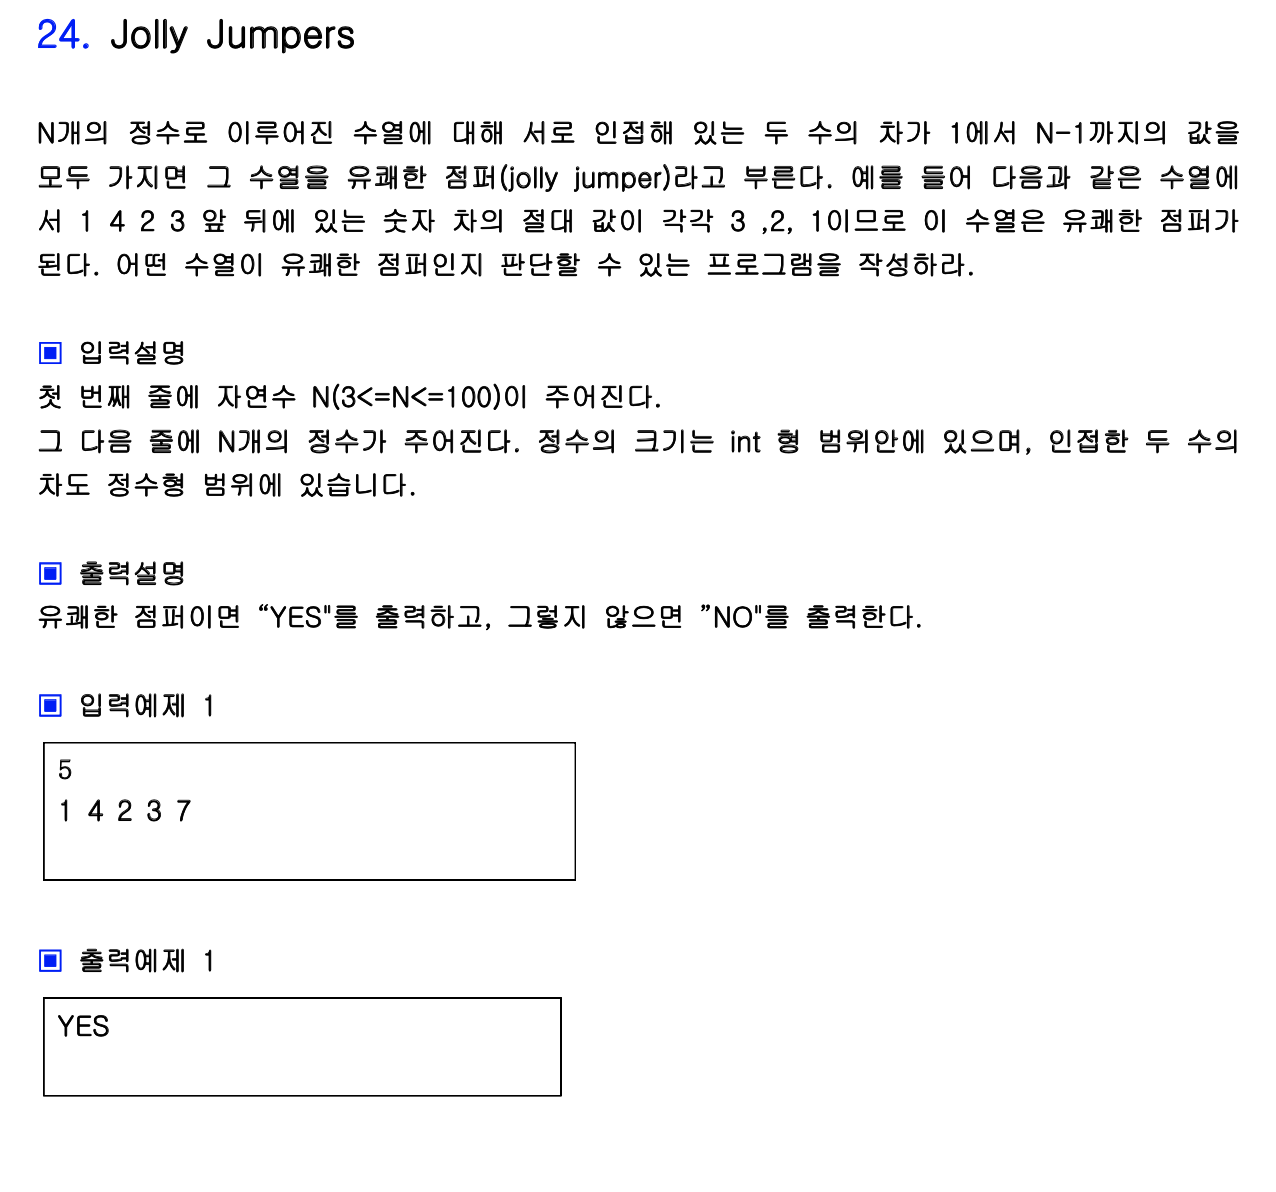 24. Jolly Jumpers
N개의 정수로 이루어진 수열에 대해 서로 인접해 있는 두 수의 차가 1에서 N-1까지의 값을
모두 가지면 그 수열을 유쾌한 점퍼(jolly jumper)라고 부른다. 예를 들어 다음과 같은 수열에
서 1 4 2 3 앞 뒤에 있는 숫자 차의 절대 값이 각각 3 ,2, 1이므로 이 수열은 유쾌한 점퍼가
된다. 어떤 수열이 유쾌한 점퍼인지 판단할 수 있는 프로그램을 작성하라.
▣ 입력설명
첫 번째 줄에 자연수 N(3<=N<=100)이 주어진다.
그 다음 줄에 N개의 정수가 주어진다. 정수의 크기는 int 형 범위안에 있으며, 인접한 두 수의
차도 정수형 범위에 있습니다.
▣ 출력설명
유쾌한 점퍼이면 “YES"를 출력하고, 그렇지 않으면 ”NO"를 출력한다.
▣ 입력예제 1
5
1 4 2 3 7
▣ 출력예제 1
YES